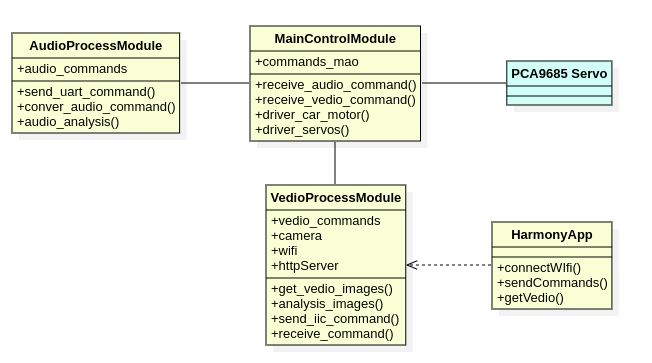 AudioProcessModule
+audio_commands
+send_uart_command()
+conver_audio_command()
+audio_analysis()
MainControlModule
+commands_mao
+receive_audio_command()
+receive_vedio_command()
+driver_car_motor()
+driver_servos()
PCA9685 Servo
VedioProcessModule
+vedio_commands
+camera
+wifi
+httpServer
+get_vedio_images()
+analysis_images()
+send_iic_command()
+receive_command()
HarmonyApp
+connectWIfi()
+sendCommands()
+getVedio()